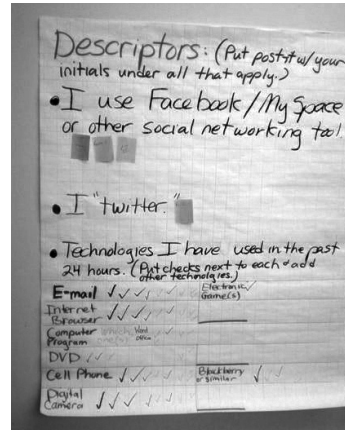 Descriptors: (Put post-it w/ your
initials under all that apply.)
• I use Facebook/My Space
or other social networking tool
• I "twitter."
• Technologies I have used in the past
24 hours. (Put checks next to each & add
other technolgies.)
E-mail
Electronic
Game(s)
Internet
Browser
Computer
Program
Word
DVD
Cell Phone
Blackberry
or similar
Digital
Camera